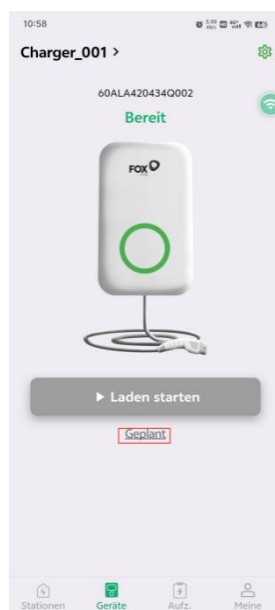 10:58
Charger_001 >
60ALA420434Q002
Bereit
FOX
Laden starten
Geplant
Stationen
Geräte
Aufz.
Meine